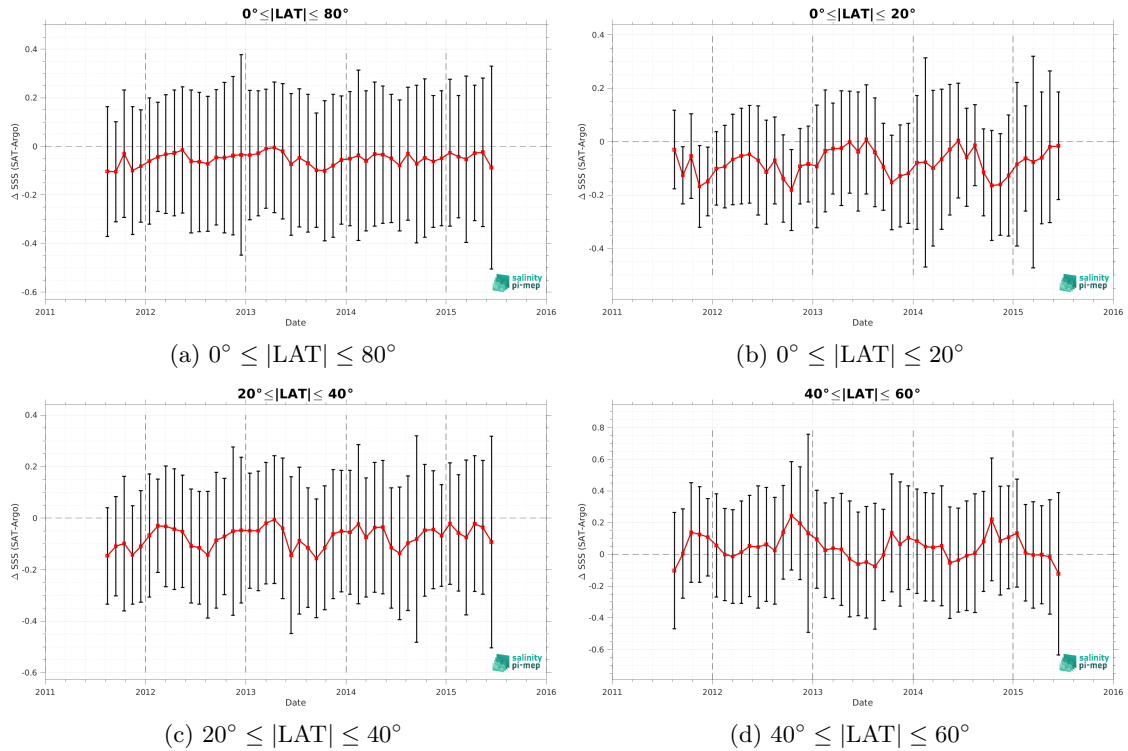 0°≤|LAT|≤ 80°
Δ SSS (SAT-Argo)
0.4
0.2
0
-0.2
-0.4
-0.6
2011 2012 2013 2014 2015 2016
Date
salinity
pi-mep
(a) 0° ≤ |LAT| ≤ 80°
0°≤|LAT|≤ 20°
Δ SSS (SAT-Argo)
0.4
0.2
0
-0.2
-0.4
2011 2012 2013 2014 2015 2016
Date
salinity
pi-mep
(b) 0° ≤ |LAT| ≤ 20°
20°≤|LAT|≤ 40°
Δ SSS (SAT-Argo)
0.4
0.2
0
-0.2
-0.4
-0.6
2011 2012 2013 2014 2015 2016
Date
salinity
pi-mep
(c) 20° ≤ |LAT| ≤ 40°
40°≤|LAT|≤ 60°
Δ SSS (SAT-Argo)
0.8
0.6
0.4
0.2
0
-0.2
-0.4
-0.6
2011 2012 2013 2014 2015 2016
Date
salinity
pi-mep
(d) 40° ≤ |LAT| ≤ 60°